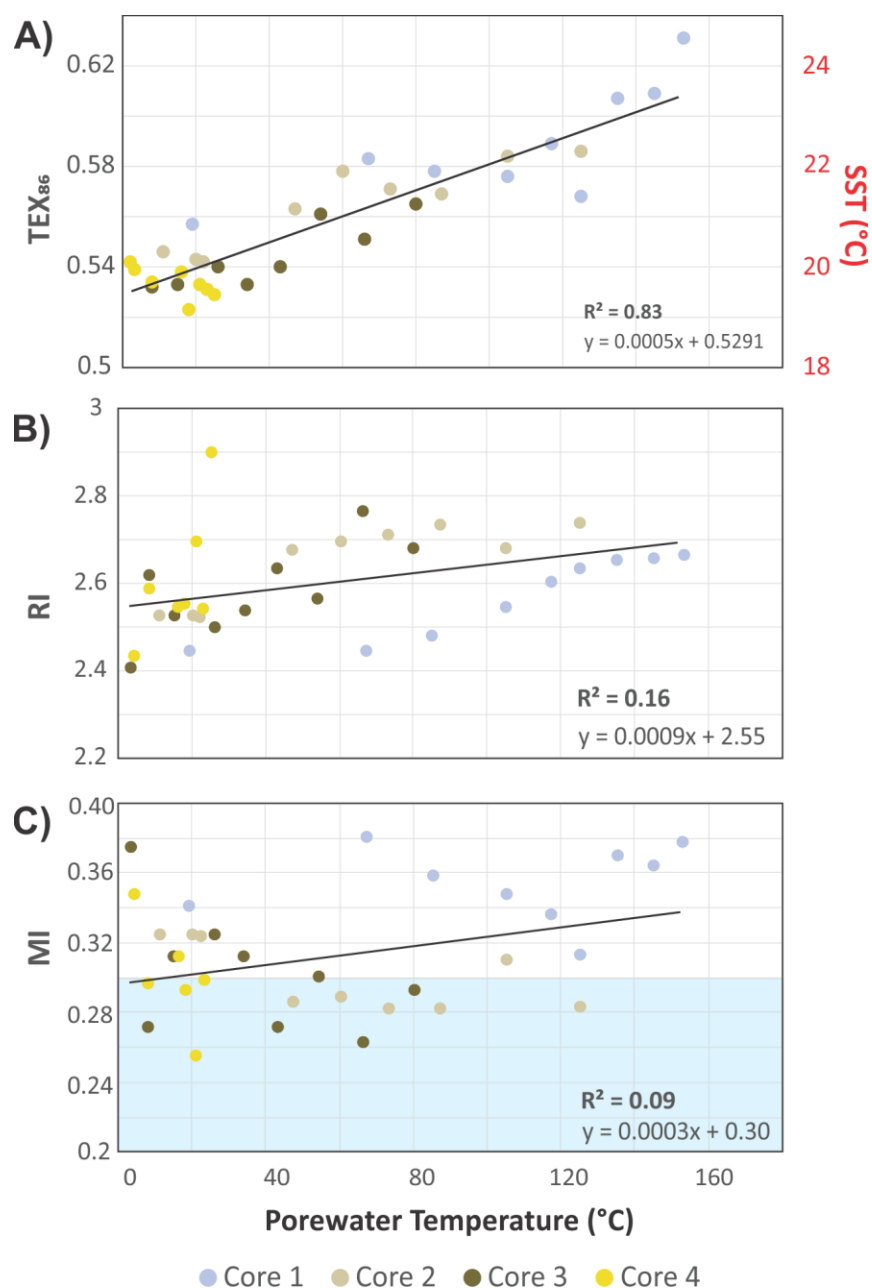 A)
0.62
0.58
0.54
0.5
TEX₈₆
24
22
20
18
SST (°C)
R² = 0.83
y = 0.0005x + 0.5291
B)
3
2.8
2.6
2.4
2.2
RI
R² = 0.16
y = 0.0009x + 2.55
C)
0.40
0.36
0.32
0.28
0.24
0.2
MI
R² = 0.09
y = 0.0003x + 0.30
0 40 80 120 160
Porewater Temperature (°C)
Core 1 Core 2 Core 3 Core 4